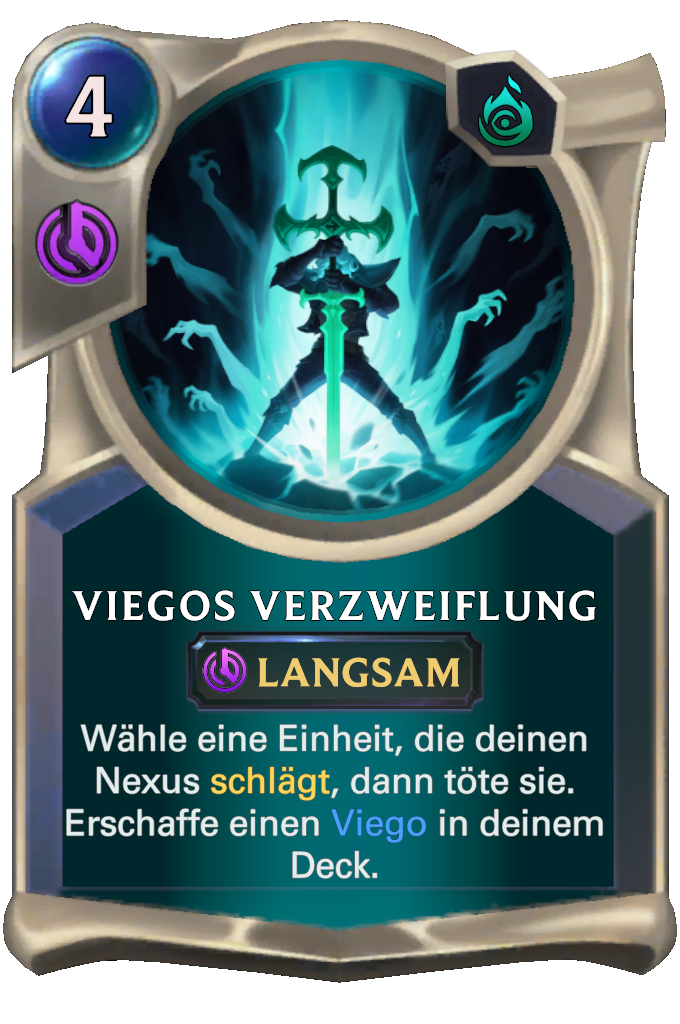 4
VIEGOS VERZWEIFLUNG
LANGSAM
Wähle eine Einheit, die deinen
Nexus schlägt, dann töte sie.
Erschaffe einen Viego in deinem
Deck.